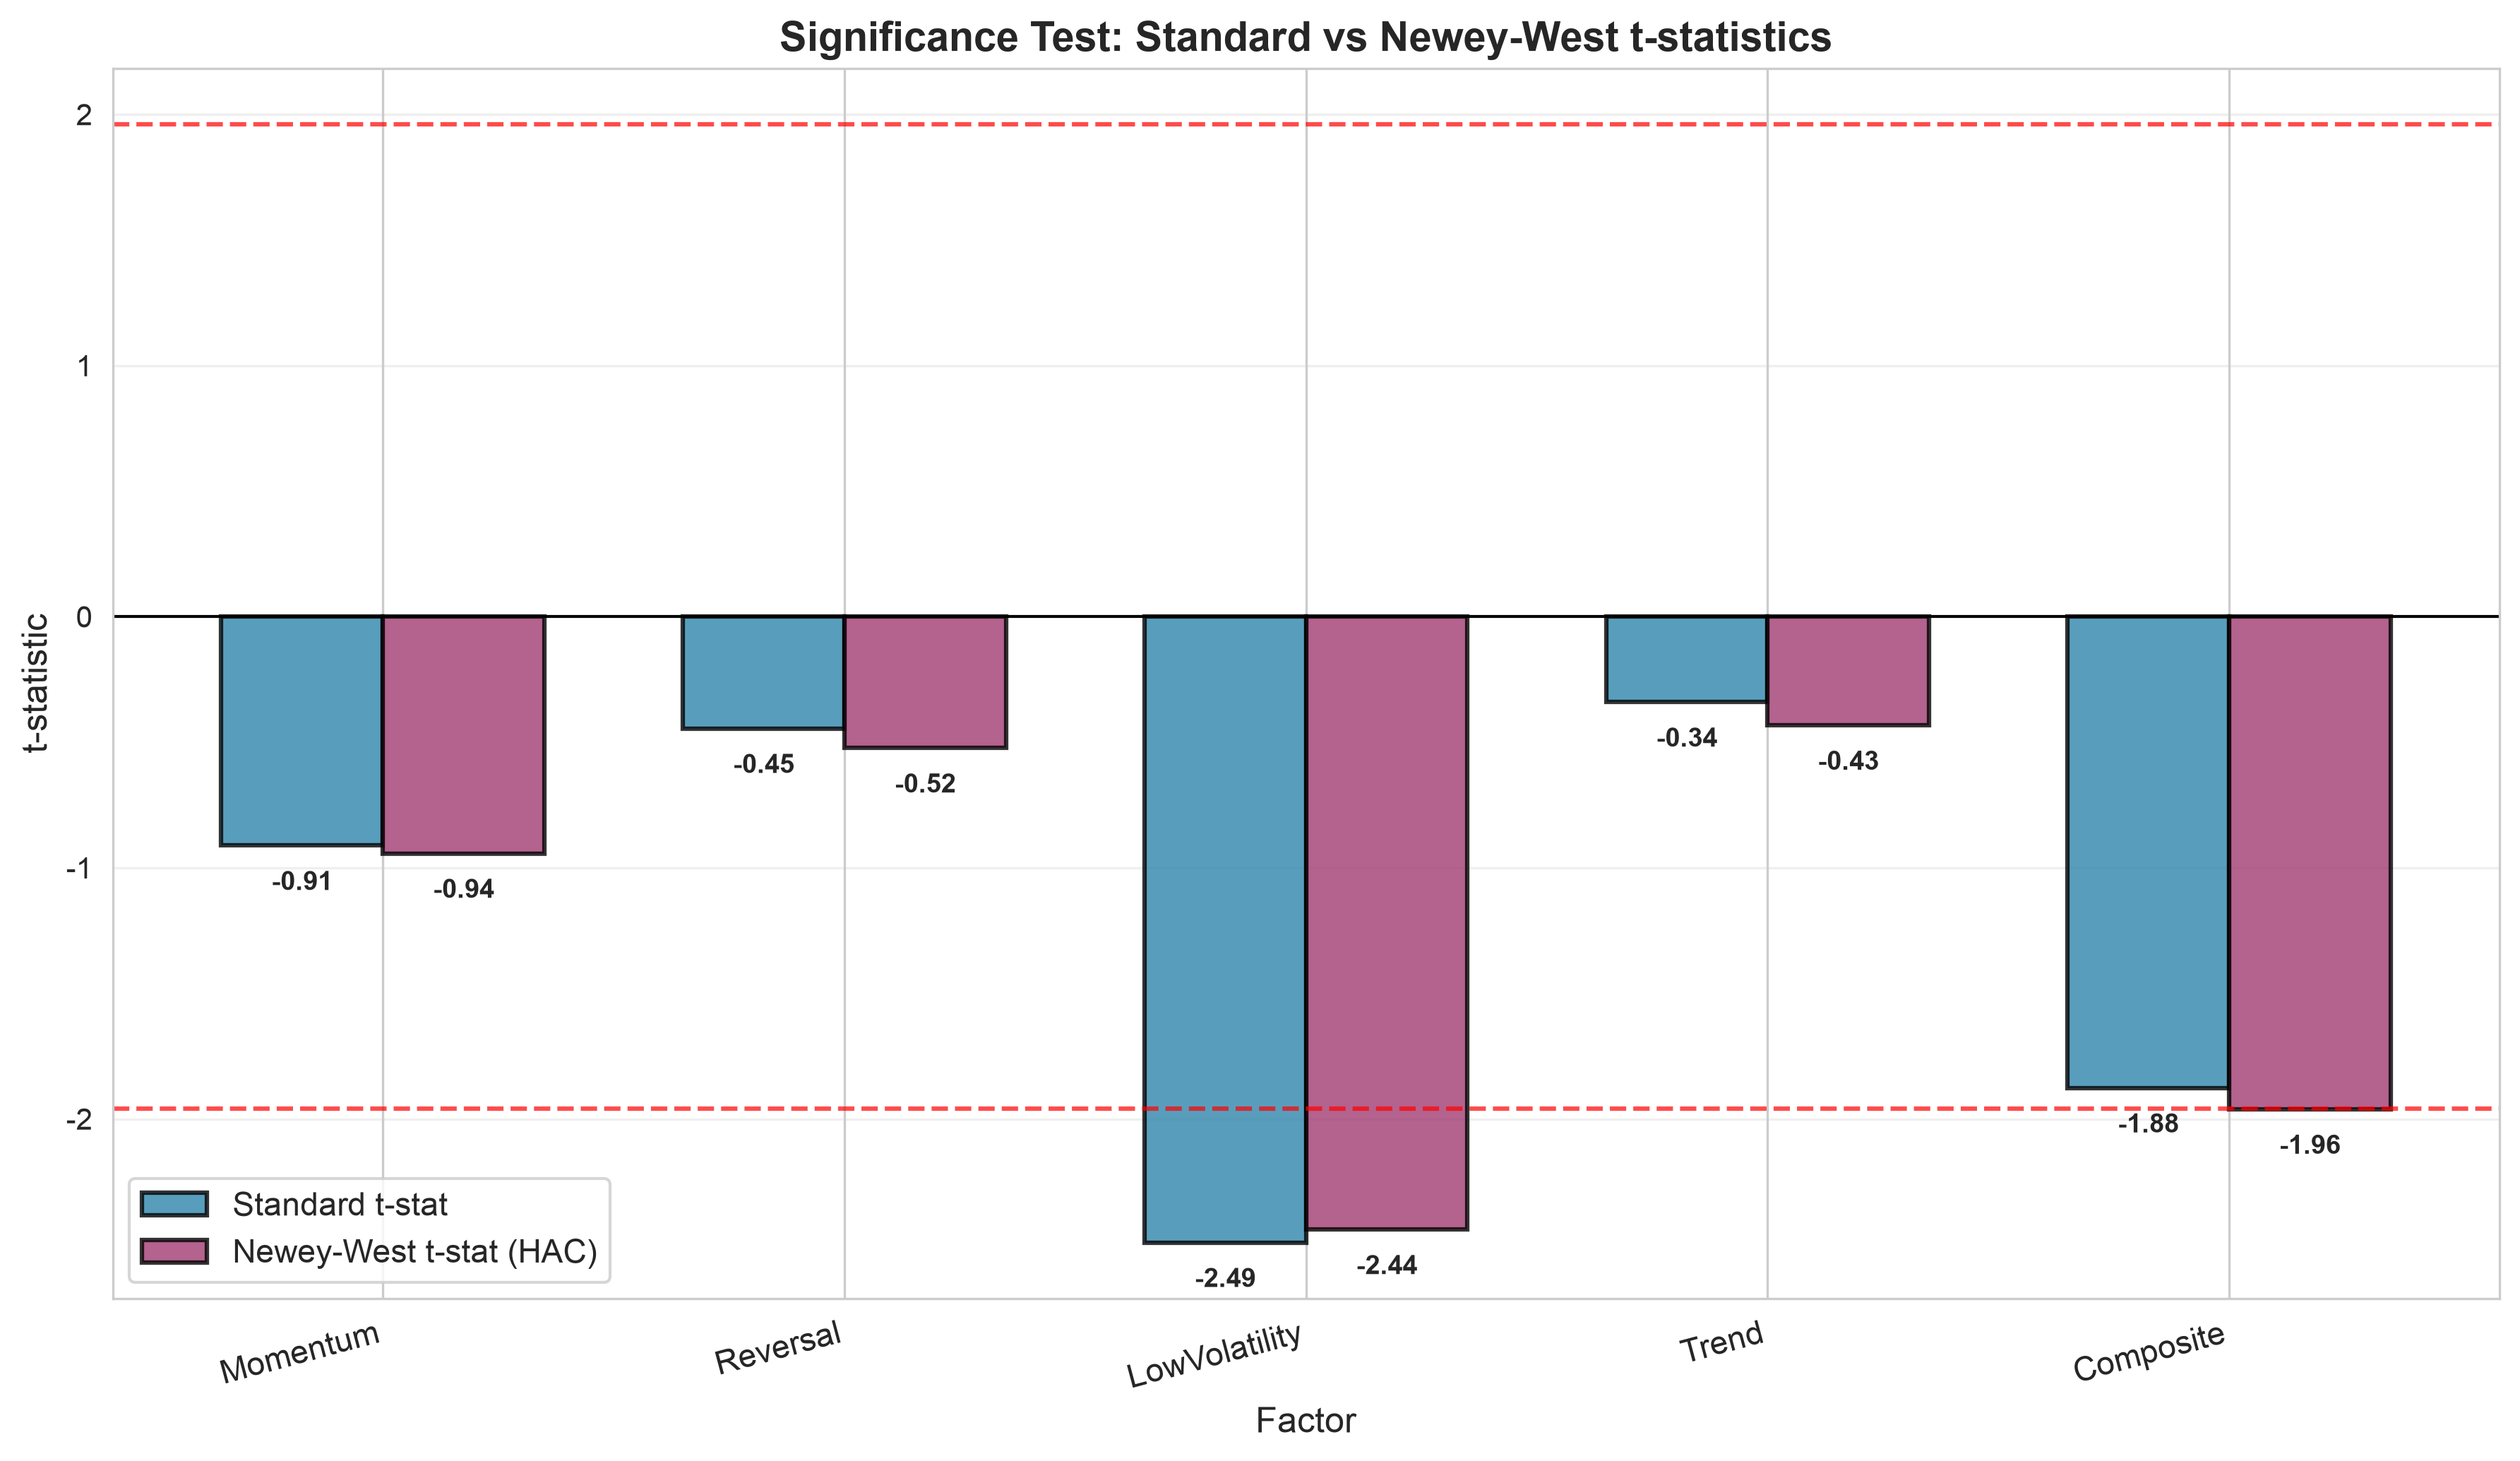 Significance Test: Standard vs Newey-West t-statistics
2
1
0
-1
-2
t-statistic
-0.91
-0.94
-0.45
-0.52
-2.49
-2.44
-0.34
-0.43
-1.88
-1.96
Standard t-stat
Newey-West t-stat (HAC)
Momentum
Reversal
LowVolatility
Trend
Composite
Factor